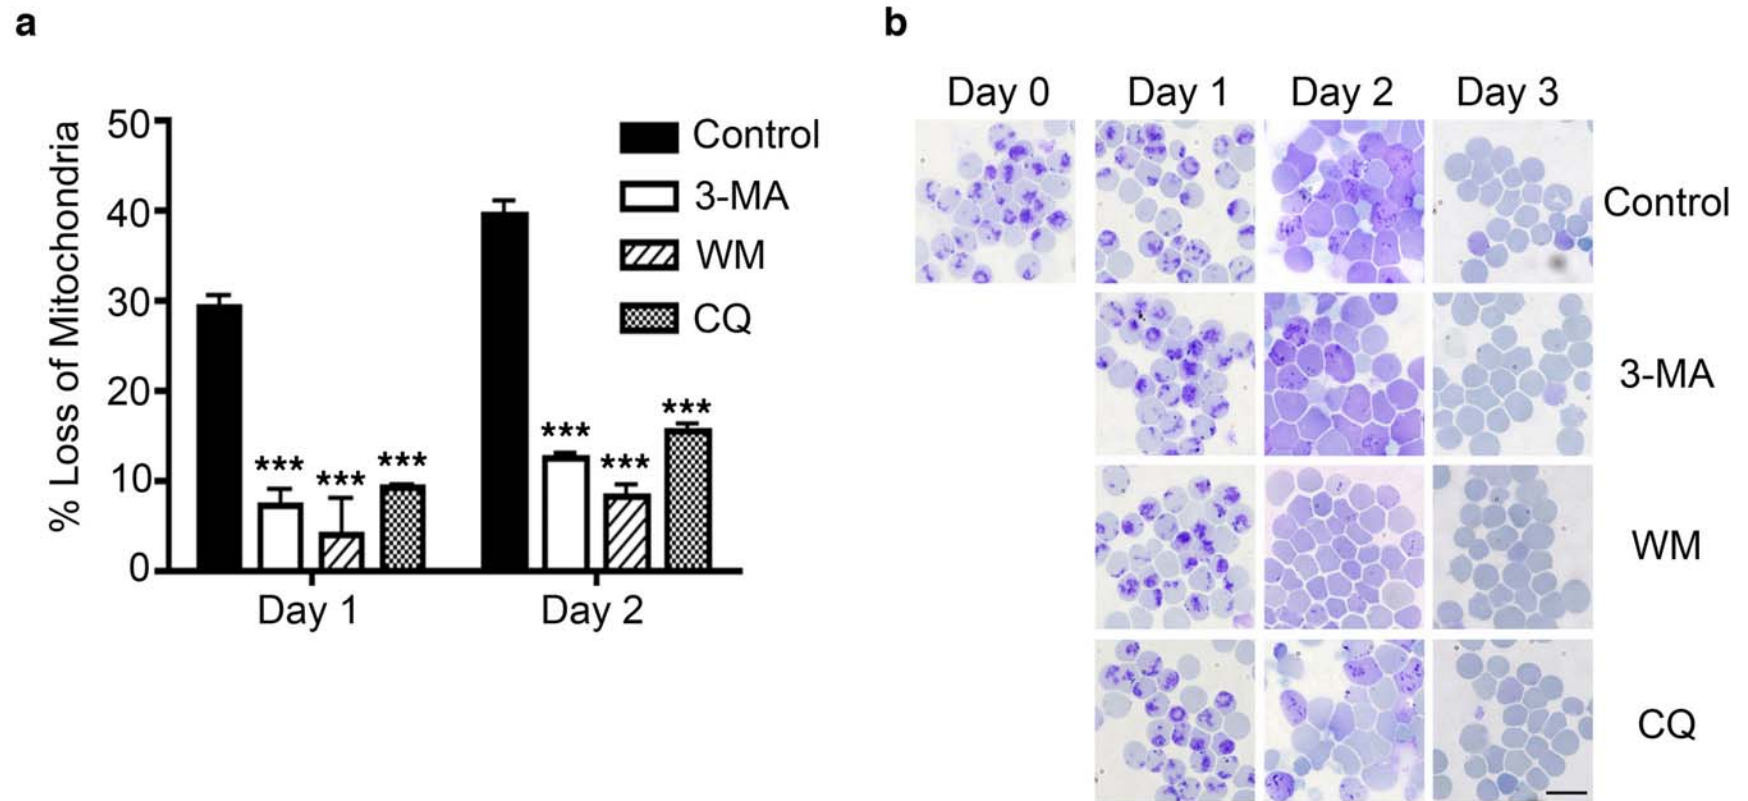 a
% Loss of Mitochondria
50
40
30
20
10
0
Control
3-MA
WM
CQ
***
***
***
***
***
***
Day 1
Day 2
b
Day 0
Day 1
Day 2
Day 3
Control
3-MA
WM
CQ